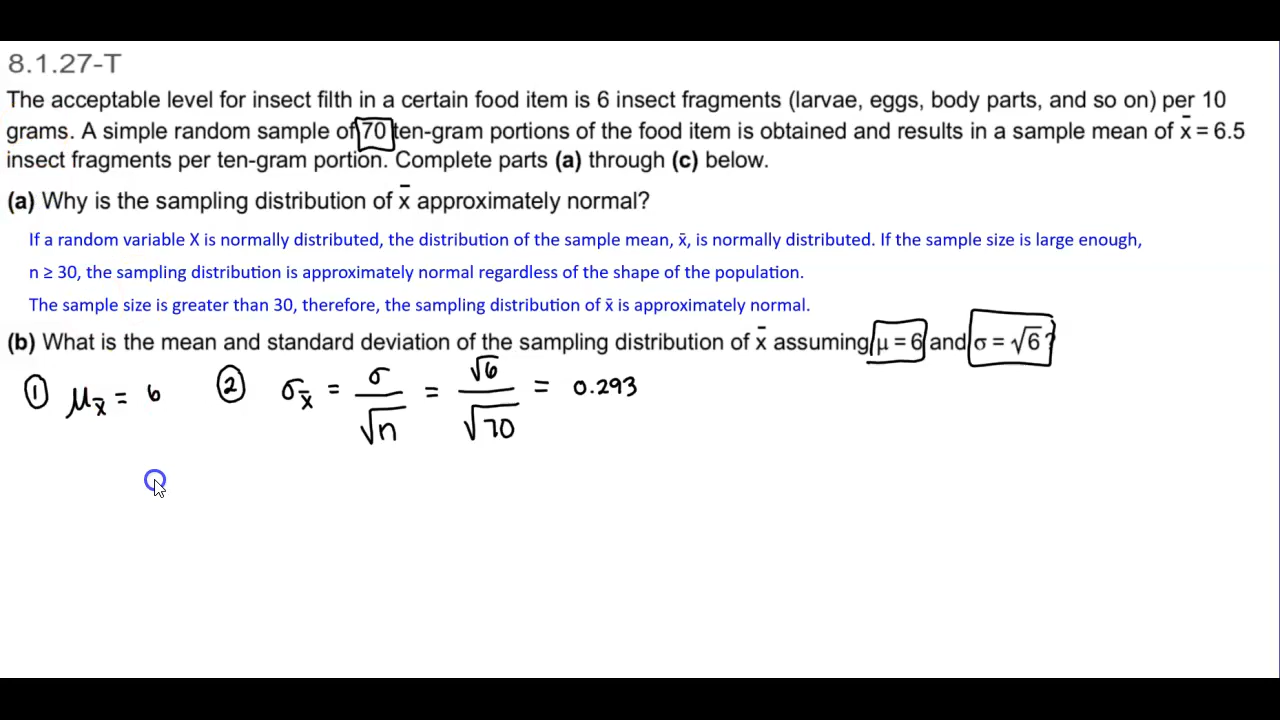 8.1.27-T
The acceptable level for insect filth in a certain food item is 6 insect fragments (larvae, eggs, body parts, and so on) per 10
grams. A simple random sample of 70 ten-gram portions of the food item is obtained and results in a sample mean of x̄ = 6.5
insect fragments per ten-gram portion. Complete parts (a) through (c) below.
(a) Why is the sampling distribution of x̄ approximately normal?
If a random variable X is normally distributed, the distribution of the sample mean, x̄, is normally distributed. If the sample size is large enough,
n ≥ 30, the sampling distribution is approximately normal regardless of the shape of the population.
The sample size is greater than 30, therefore, the sampling distribution of x̄ is approximately normal.
(b) What is the mean and standard deviation of the sampling distribution of x̄ assuming μ = 6 and σ = √6?
① μx̄ = 6 ② σx̄ = σ/√n = √6/√70 = 0.293